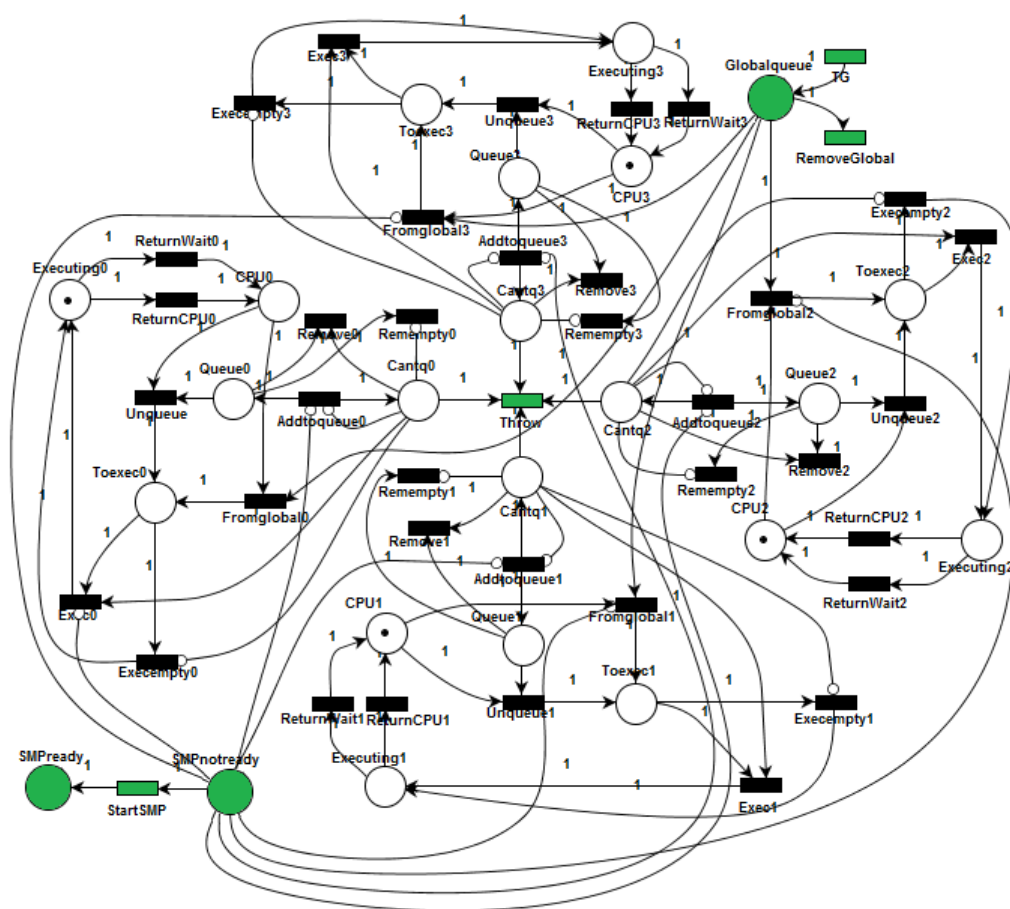 Exec3
Executing3
Globalqueue
TG
Execempty3
Toexec3
Unqueue3
ReturnCPU3
ReturnWait3
RemoveGlobal
Queue3
CPU3
Fromglobal3
Execempty2
Addtoqueue3
Exec2
ReturnWait0
Executing0
CPU0
ReturnCPU0
Cantq3
Remove3
Toexec2
Fromglobal2
Remove0
Remempty0
Remempty3
Queue0
Cantq0
Queue2
Unqueue
Addtoqueue0
Throw
Cantq2
Addtoqueue2
Unqueue2
Toexec0
Remempty1
Remove2
Remempty2
Fromglobal0
Cantq1
CPU2
ReturnCPU2
Remove1
Executing2
Addtoqueue1
ReturnWait2
Exec0
CPU1
Queue1
Fromglobal1
Execempty0
Toexec1
ReturnWait1
ReturnCPU1
Unqueue1
Execempty1
SMPready
SMPnotready
Executing1
StartSMP
Exec1